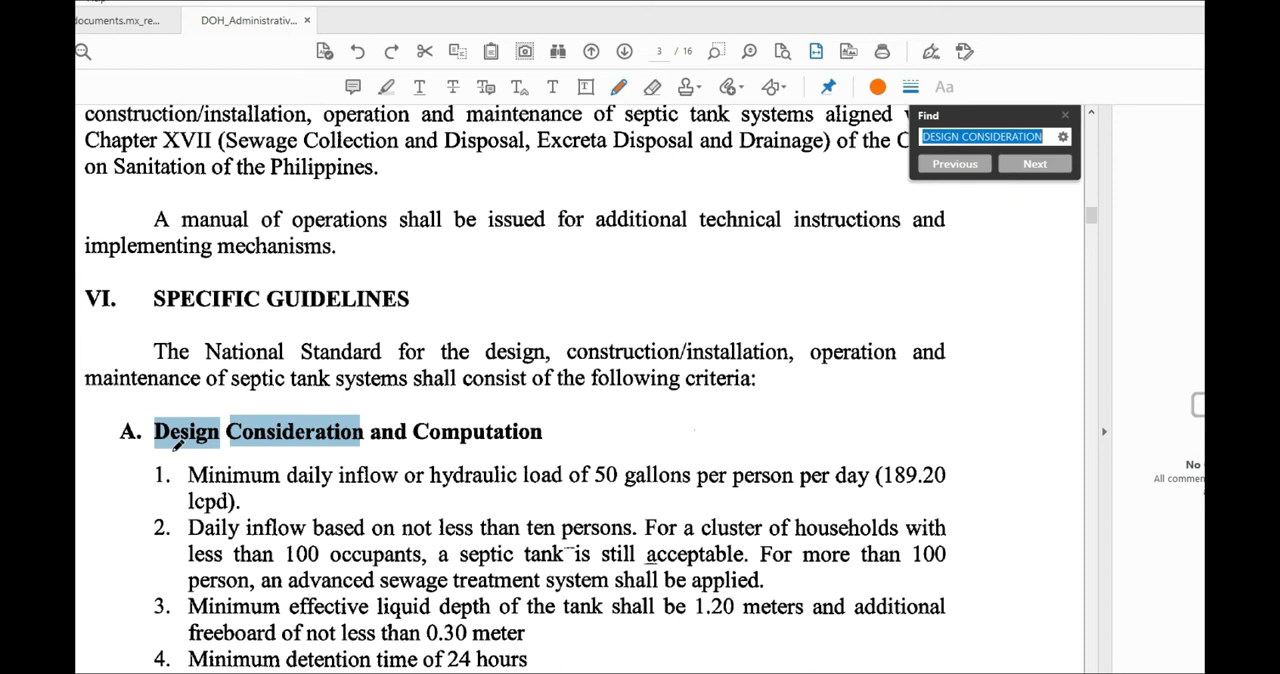 documents.mx_re...
DOH_Administrativ...
3 / 16
Aa
construction/installation, operation and maintenance of septic tank systems aligned
Chapter XVII (Sewage Collection and Disposal, Excreta Disposal and Drainage) of the C
on Sanitation of the Philippines.
Find
DESIGN CONSIDERATION
Previous Next
A manual of operations shall be issued for additional technical instructions and
implementing mechanisms.
VI. SPECIFIC GUIDELINES
The National Standard for the design, construction/installation, operation and
maintenance of septic tank systems shall consist of the following criteria:
A. Design Consideration and Computation
1. Minimum daily inflow or hydraulic load of 50 gallons per person per day (189.20
lcpd).
2. Daily inflow based on not less than ten persons. For a cluster of households with
less than 100 occupants, a septic tank is still acceptable. For more than 100
person, an advanced sewage treatment system shall be applied.
3. Minimum effective liquid depth of the tank shall be 1.20 meters and additional
freeboard of not less than 0.30 meter
4. Minimum detention time of 24 hours
No
All commen